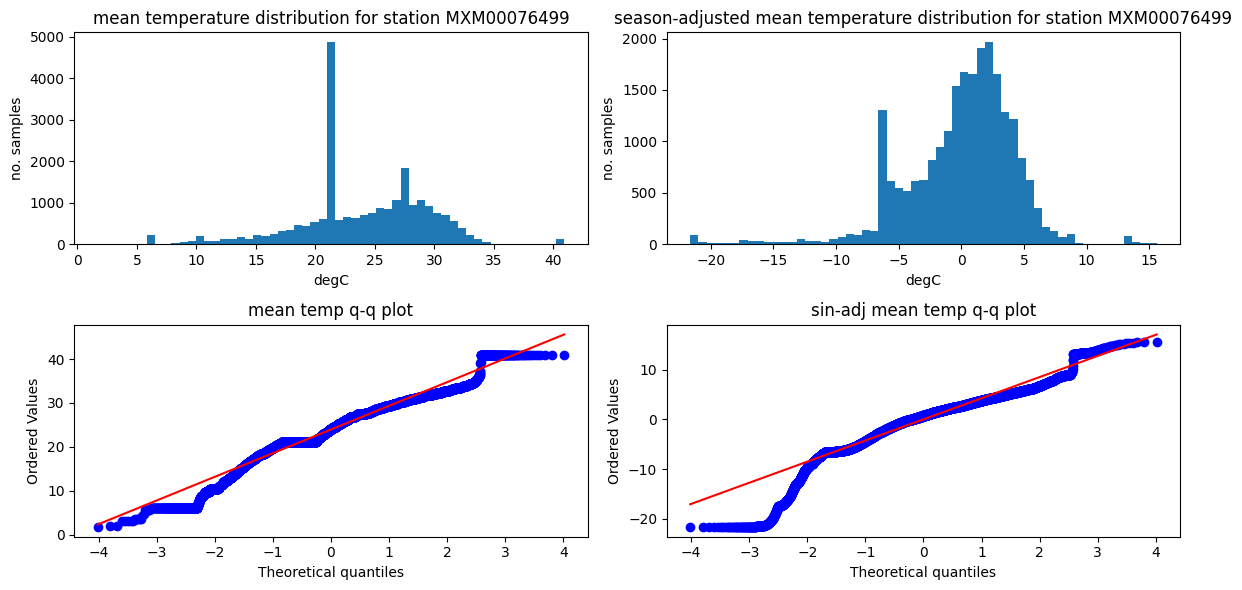 mean temperature distribution for station MXM00076499
no. samples
5000
4000
3000
2000
1000
0
0 5 10 15 20 25 30 35 40
degC
season-adjusted mean temperature distribution for station MXM00076499
no. samples
2000
1500
1000
500
0
−20 −15 −10 −5 0 5 10 15
degC
mean temp q-q plot
Ordered Values
40
30
20
10
0
−4 −3 −2 −1 0 1 2 3 4
Theoretical quantiles
sin-adj mean temp q-q plot
Ordered Values
10
0
−10
−20
−4 −3 −2 −1 0 1 2 3 4
Theoretical quantiles